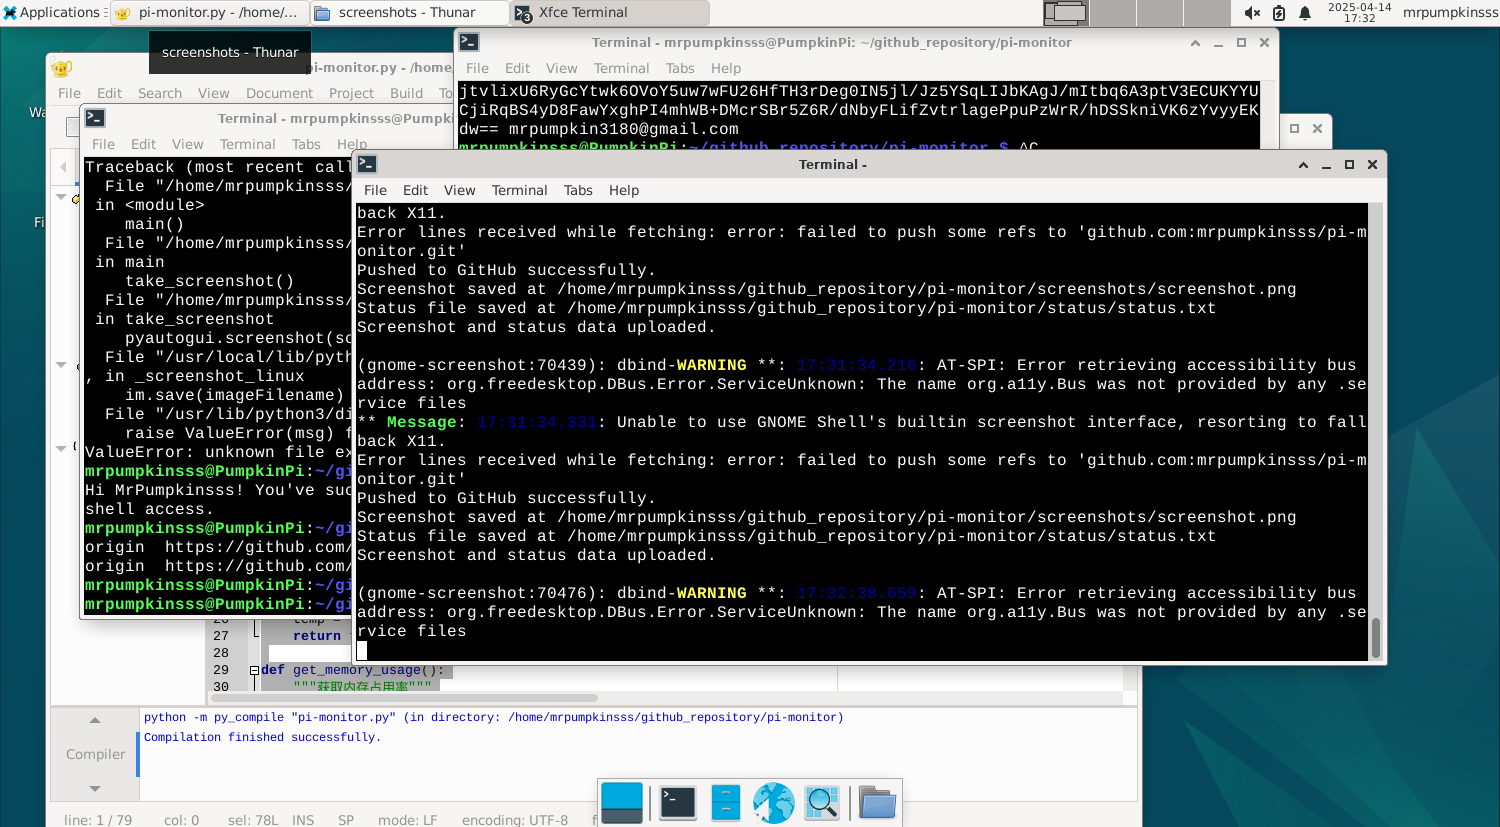 Applications
pi-monitor.py - /home/...
screenshots - Thunar
Xfce Terminal
3
2025-04-14
17:32
mrpumpkinsss
screenshots - Thunar
pi-monitor.py - /home/
File Edit Search View Document Project Build To
Terminal - mrpumpkinsss@PumpkinPi: ~/github_repository/pi-monitor
File Edit View Terminal Tabs Help
jtvlixU6RyGcYtwk6OVoY5uw7wFU26HfTH3rDeg0IN5jl/Jz5YSqLIJbKAgJ/mItbq6A3ptV3ECUKYYU
CjiRqBS4yD8FawYxghPI4mhWB+DMcrSBr5Z6R/dNbyFLifZvtrlagePpuPzWrR/hDSSkniVK6zYvyyEK
dw== mrpumpkin3180@gmail.com
mrpumpkinsss@PumpkinPi:~/github_repository/pi-monitor $ ^C
Terminal - mrpumpkinsss@Pumpki
File Edit View Terminal Tabs Help
Traceback (most recent call
File "/home/mrpumpkinsss/
in <module>
main()
File "/home/mrpumpkinsss/
in main
take_screenshot()
File "/home/mrpumpkinsss/
in take_screenshot
pyautogui.screenshot(sc
File "/usr/local/lib/pyth
, in _screenshot_linux
im.save(imageFilename)
File "/usr/lib/python3/di
raise ValueError(msg) f
ValueError: unknown file ex
mrpumpkinsss@PumpkinPi:~/gi
Hi MrPumpkinsss! You've suc
shell access.
mrpumpkinsss@PumpkinPi:~/gi
origin https://github.com/
origin https://github.com/
mrpumpkinsss@PumpkinPi:~/gi
mrpumpkinsss@PumpkinPi:~/gi
Terminal -
File Edit View Terminal Tabs Help
back X11.
Error lines received while fetching: error: failed to push some refs to 'github.com:mrpumpkinsss/pi-m
onitor.git'
Pushed to GitHub successfully.
Screenshot saved at /home/mrpumpkinsss/github_repository/pi-monitor/screenshots/screenshot.png
Status file saved at /home/mrpumpkinsss/github_repository/pi-monitor/status/status.txt
Screenshot and status data uploaded.
(gnome-screenshot:70439): dbind-WARNING **: 17:31:34.216: AT-SPI: Error retrieving accessibility bus
address: org.freedesktop.DBus.Error.ServiceUnknown: The name org.a11y.Bus was not provided by any .se
rvice files
** Message: 17:31:34.331: Unable to use GNOME Shell's builtin screenshot interface, resorting to fall
back X11.
Error lines received while fetching: error: failed to push some refs to 'github.com:mrpumpkinsss/pi-m
onitor.git'
Pushed to GitHub successfully.
Screenshot saved at /home/mrpumpkinsss/github_repository/pi-monitor/screenshots/screenshot.png
Status file saved at /home/mrpumpkinsss/github_repository/pi-monitor/status/status.txt
Screenshot and status data uploaded.
(gnome-screenshot:70476): dbind-WARNING **: 17:32:38.659: AT-SPI: Error retrieving accessibility bus
address: org.freedesktop.DBus.Error.ServiceUnknown: The name org.a11y.Bus was not provided by any .se
rvice files
26 temp =
27 return
28
29 def get_memory_usage():
30 """获取内存占用率"""
Compiler
python -m py_compile "pi-monitor.py" (in directory: /home/mrpumpkinsss/github_repository/pi-monitor)
Compilation finished successfully.
line: 1 / 79 col: 0 sel: 78L INS SP mode: LF encoding: UTF-8 f